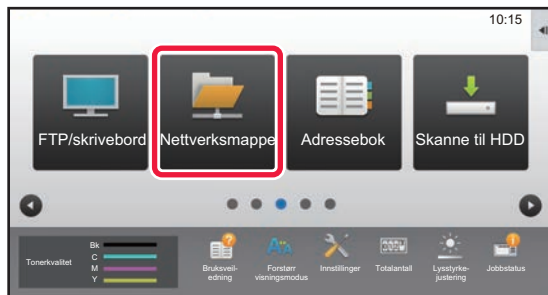 10:15
FTP/skrivebord
Nettverksmappe
Adressebok
Skanne til HDD
Tonerkvalitet
Bk
C
M
Y
Bruksveil-
edning
Forstørr
visningsmodus
Innstillinger
Totalantall
Lysstyrke-
justering
Jobbstatus